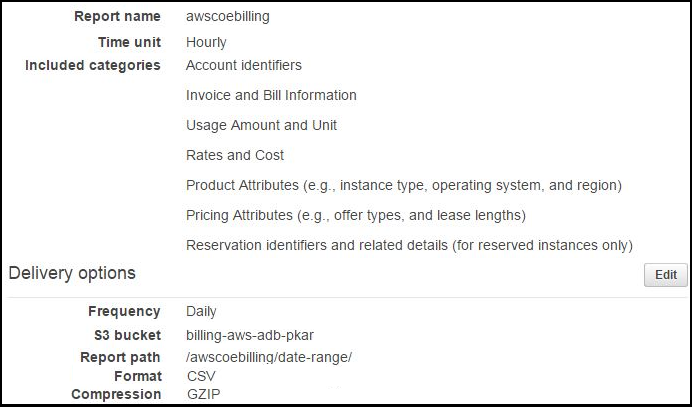 Report name awscoebilling
Time unit Hourly
Included categories Account identifiers
Invoice and Bill Information
Usage Amount and Unit
Rates and Cost
Product Attributes (e.g., instance type, operating system, and region)
Pricing Attributes (e.g., offer types, and lease lengths)
Reservation identifiers and related details (for reserved instances only)
Delivery options Edit
Frequency Daily
S3 bucket billing-aws-adb-pkar
Report path /awscoebilling/date-range/
Format CSV
Compression GZIP